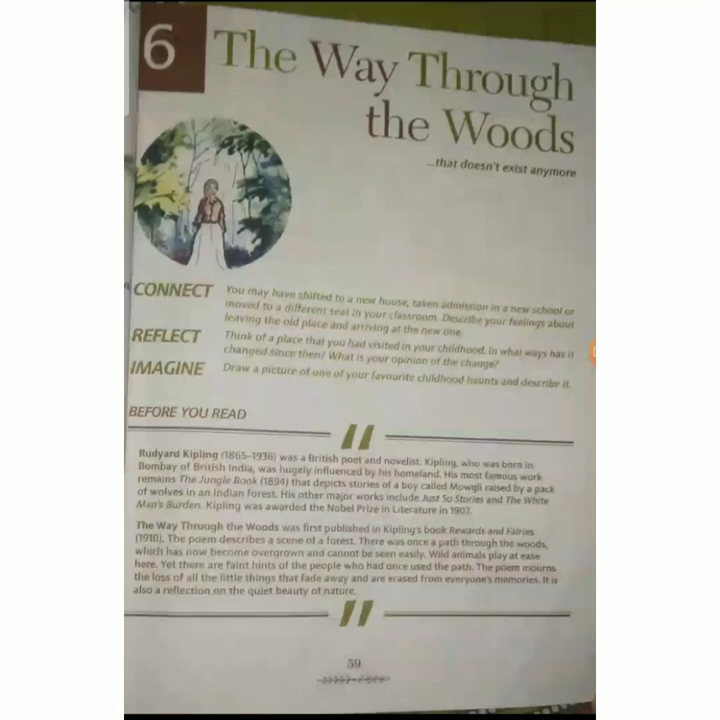 6 The Way Through
the Woods
...that doesn't exist anymore
CONNECT You may have shifted to a new house, taken admission in a new school or
moved to a different seat in your classroom. Describe your feelings about
leaving the old place and arriving at the new one.
REFLECT Think of a place that you had visited in your childhood. In what ways has it
changed since then? What is your opinion of the change?
IMAGINE Draw a picture of one of your favourite childhood haunts and describe it.
BEFORE YOU READ
Rudyard Kipling (1865–1936) was a British poet and novelist. Kipling, who was born in
Bombay of British India, was hugely influenced by his homeland. His most famous work
remains The Jungle Book (1894) that depicts stories of a boy called Mowgli raised by a pack
of wolves in an Indian forest. His other major works include Just So Stories and The White
Man's Burden. Kipling was awarded the Nobel Prize in Literature in 1907.
The Way Through the Woods was first published in Kipling's book Rewards and Fairies
(1910). The poem describes a scene of a forest. There was once a path through the woods,
which has now become overgrown and cannot be seen easily. Wild animals play at ease
here. Yet there are faint hints of the people who had once used the path. The poem mourns
the loss of all the little things that fade away and are erased from everyone's memories. It is
also a reflection on the quiet beauty of nature.
59